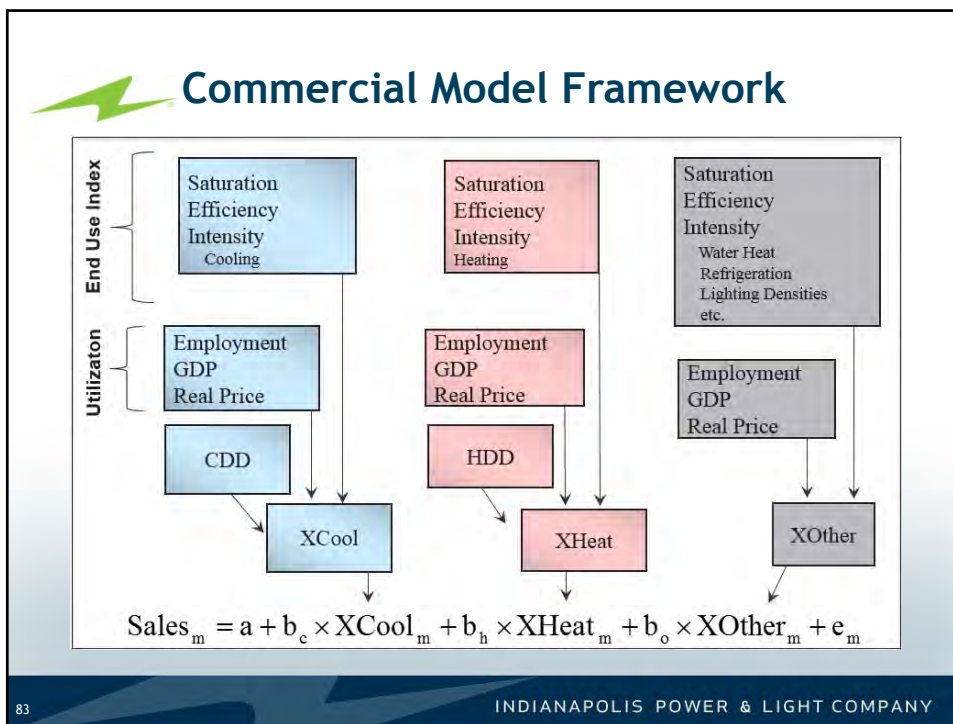 Commercial Model Framework
End Use Index
Saturation
Efficiency
Intensity
Cooling
Saturation
Efficiency
Intensity
Heating
Saturation
Efficiency
Intensity
Water Heat
Refrigeration
Lighting Densities
etc.
Utilizaton
Employment
GDP
Real Price
Employment
GDP
Real Price
Employment
GDP
Real Price
CDD
HDD
XCool
XHeat
XOther
Sales_m = a + b_c × XCool_m + b_h × XHeat_m + b_o × XOther_m + e_m
83
INDIANAPOLIS POWER & LIGHT COMPANY